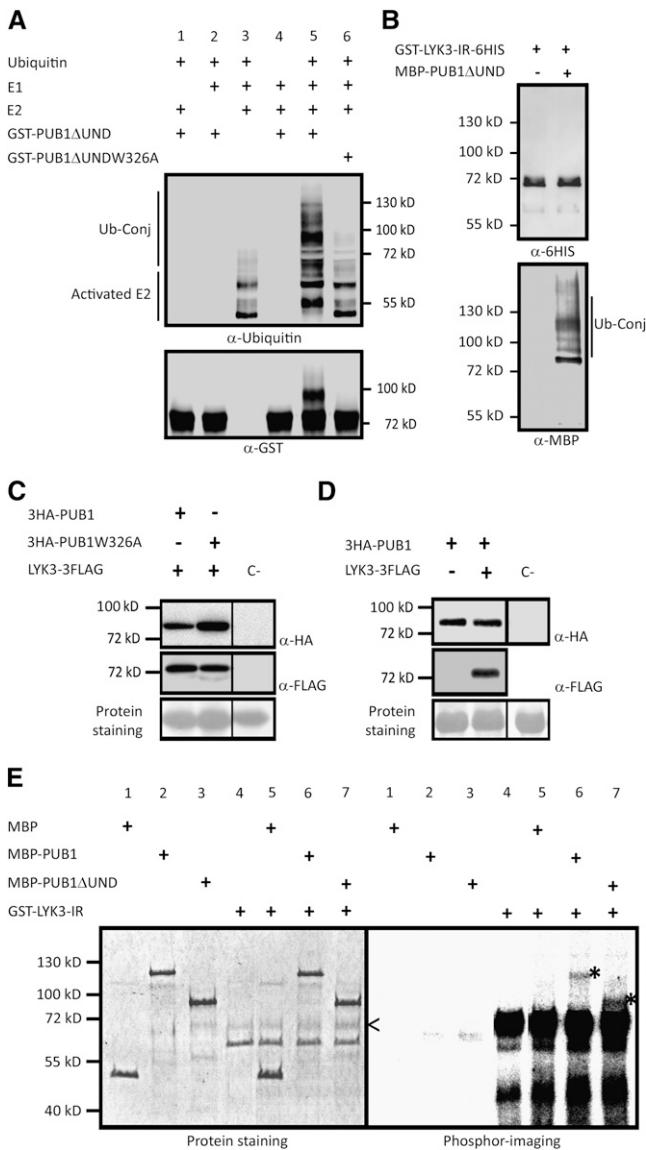 A
1 2 3 4 5 6
Ubiquitin + + + + +
E1 + + + + +
E2 + + + + +
GST-PUB1ΔUND + + + +
GST-PUB1ΔUNDW326A +
130 kD
Ub-Conj
100 kD
72 kD
Activated E2
55 kD
α-Ubiquitin
100 kD
72 kD
α-GST
B
GST-LYK3-IR-6HIS + +
MBP-PUB1ΔUND - +
130 kD
100 kD
72 kD
55 kD
α-6HIS
130 kD
Ub-Conj
100 kD
72 kD
55 kD
α-MBP
C
3HA-PUB1 + -
3HA-PUB1W326A - +
LYK3-3FLAG + + C-
100 kD
72 kD
α-HA
72 kD
α-FLAG
Protein
staining
D
3HA-PUB1 + +
LYK3-3FLAG - + C-
100 kD
72 kD
α-HA
72 kD
α-FLAG
Protein
staining
E
1 2 3 4 5 6 7 1 2 3 4 5 6 7
MBP + + + +
MBP-PUB1 + + + +
MBP-PUB1ΔUND + + + +
GST-LYK3-IR + + + + + + + +
130 kD
100 kD
72 kD
55 kD
40 kD
<
*
*
Protein staining Phosphor-imaging